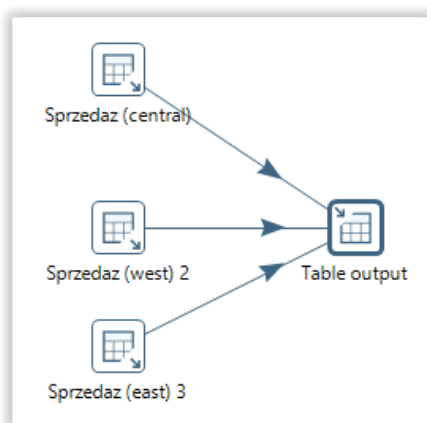 Sprzedaz (central)
Sprzedaz (west) 2
Table output
Sprzedaz (east) 3